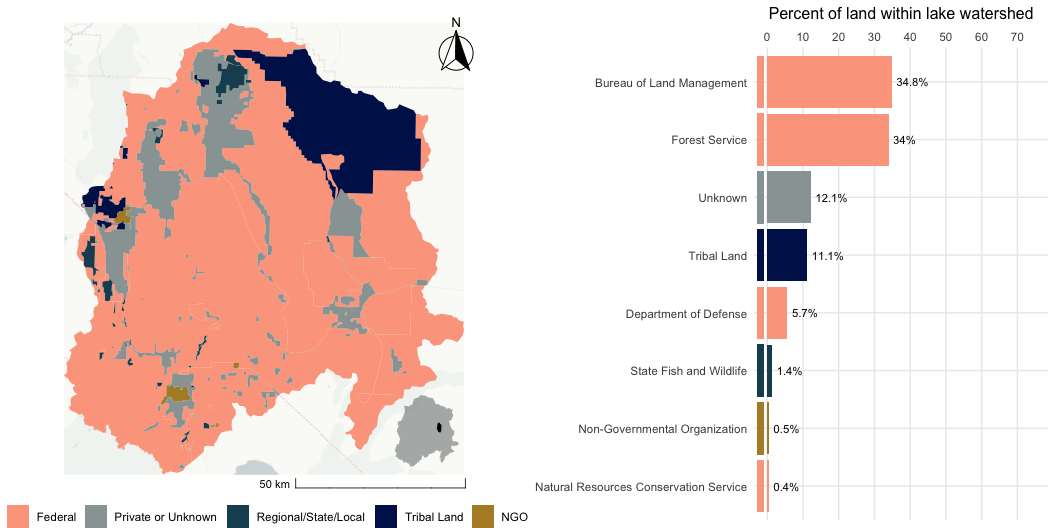 N
50 km
Federal
Private or Unknown
Regional/State/Local
Tribal Land
NGO
Percent of land within lake watershed
0 10 20 30 40 50 60 70
Bureau of Land Management 34.8%
Forest Service 34%
Unknown 12.1%
Tribal Land 11.1%
Department of Defense 5.7%
State Fish and Wildlife 1.4%
Non-Governmental Organization 0.5%
Natural Resources Conservation Service 0.4%